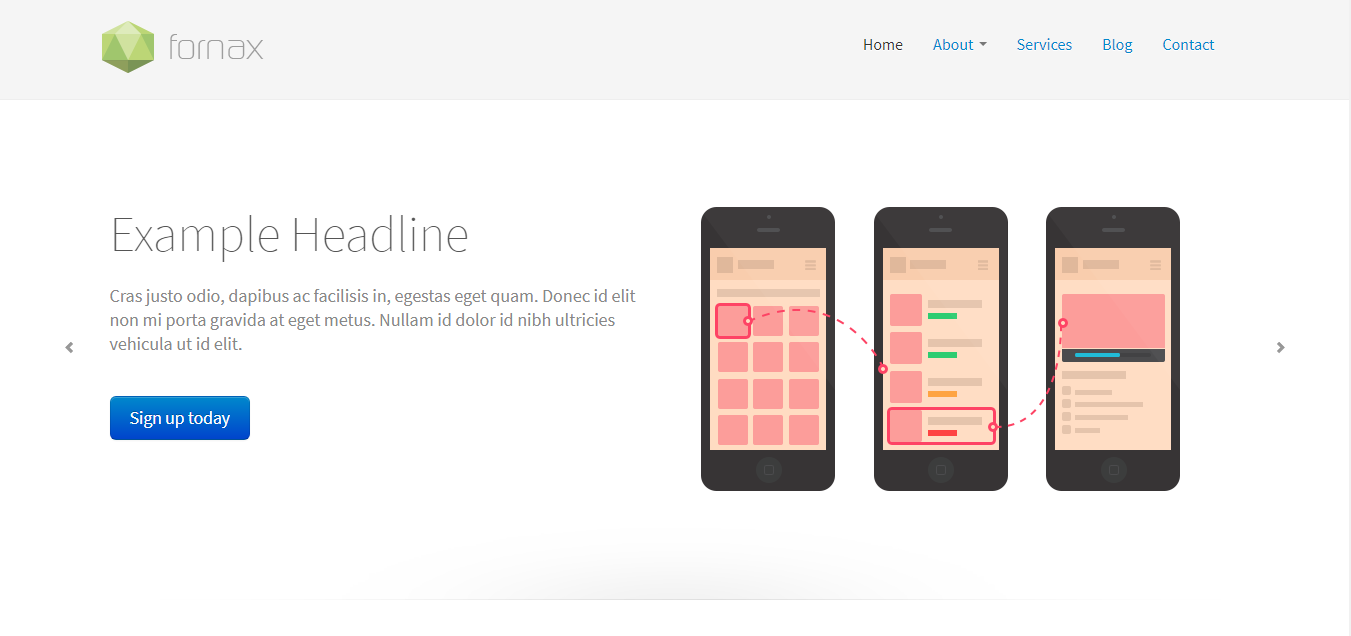 fornax
Home About Services Blog Contact
Example Headline
Cras justo odio, dapibus ac facilisis in, egestas eget quam. Donec id elit
non mi porta gravida at eget metus. Nullam id dolor id nibh ultricies
vehicula ut id elit.
Sign up today